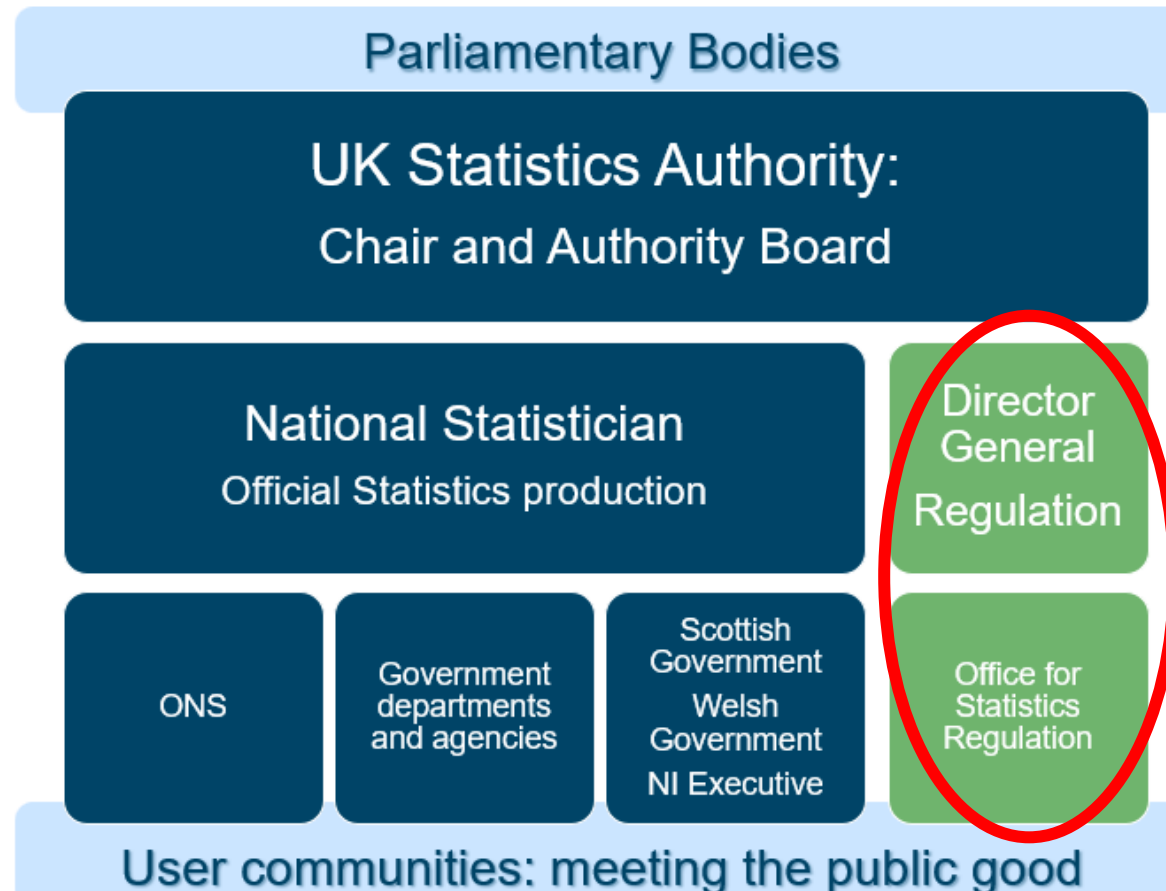 Parliamentary Bodies
UK Statistics Authority:
Chair and Authority Board
National Statistician
Official Statistics production
Director
General
Regulation
ONS
Government
departments
and agencies
Scottish
Government
Welsh
Government
NI Executive
Office for
Statistics
Regulation
User communities: meeting the public good